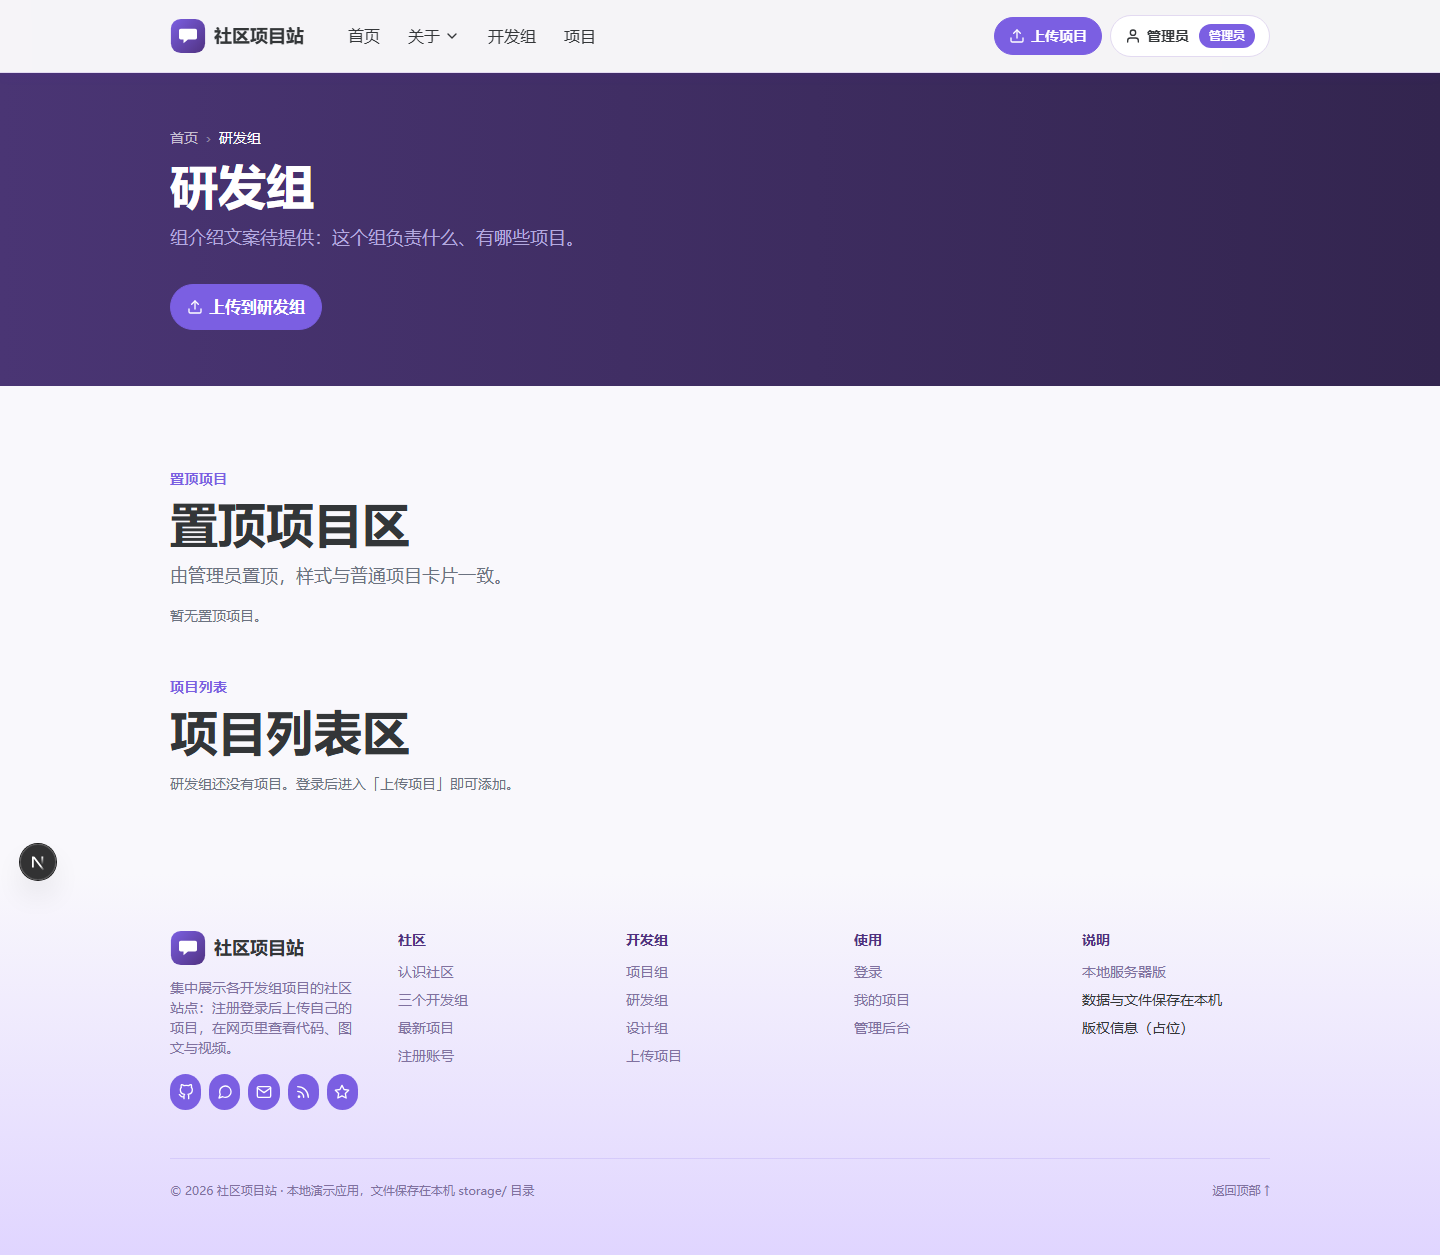 社区项目站
首页
关于
开发组
项目
上传项目
管理员
管理员
首页 › 研发组
研发组
组介绍文案待提供：这个组负责什么、有哪些项目。
上传到研发组
置顶项目
置顶项目区
由管理员置顶，样式与普通项目卡片一致。
暂无置顶项目。
项目列表
项目列表区
研发组还没有项目。登录后进入「上传项目」即可添加。
N
社区项目站
集中展示各开发组项目的社区
站点：注册登录后上传自己的
项目，在网页里查看代码、图
文与视频。
社区
认识社区
三个开发组
最新项目
注册账号
开发组
项目组
研发组
设计组
上传项目
使用
登录
我的项目
管理后台
说明
本地服务器版
数据与文件保存在本机
版权信息（占位）
© 2026 社区项目站 · 本地演示应用，文件保存在本机 storage/ 目录
返回顶部 ↑